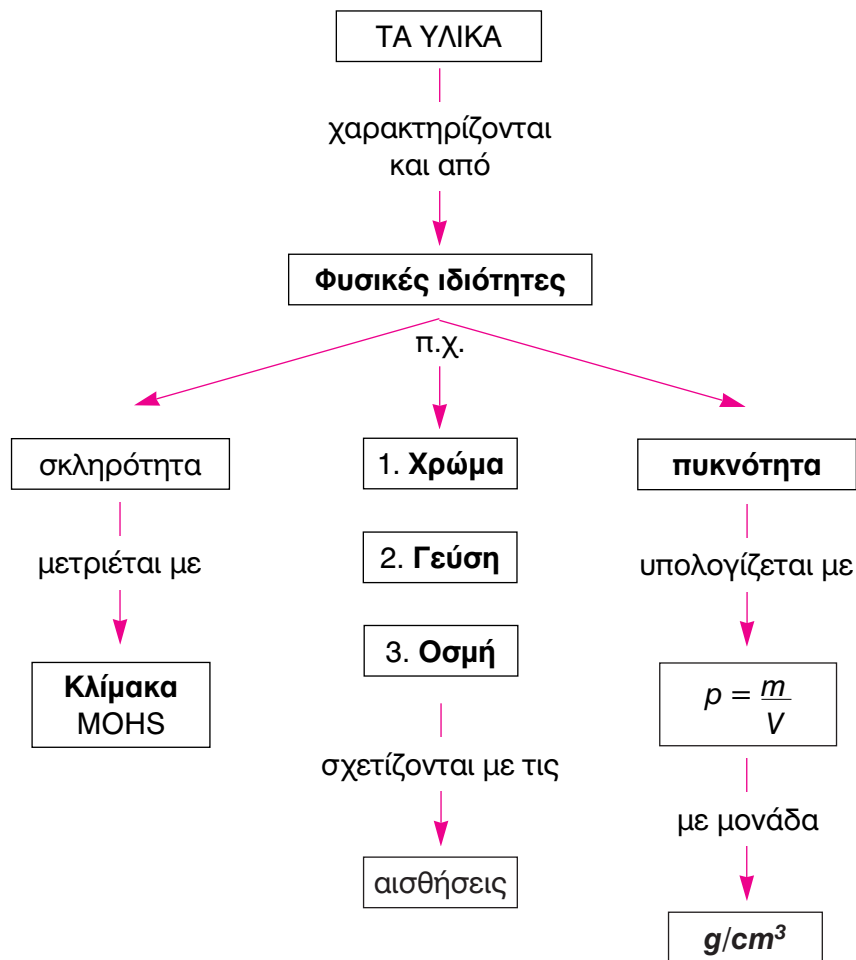 ΤΑ ΥΛΙΚΑ
χαρακτηρίζονται
και από
Φυσικές ιδιότητες
π.χ.
σκληρότητα
μετριέται με
Κλίμακα
MOHS
1. Χρώμα
2. Γεύση
3. Οσμή
σχετίζονται με τις
αισθήσεις
πυκνότητα
υπολογίζεται με
p = m/V
με μονάδα
g/cm³